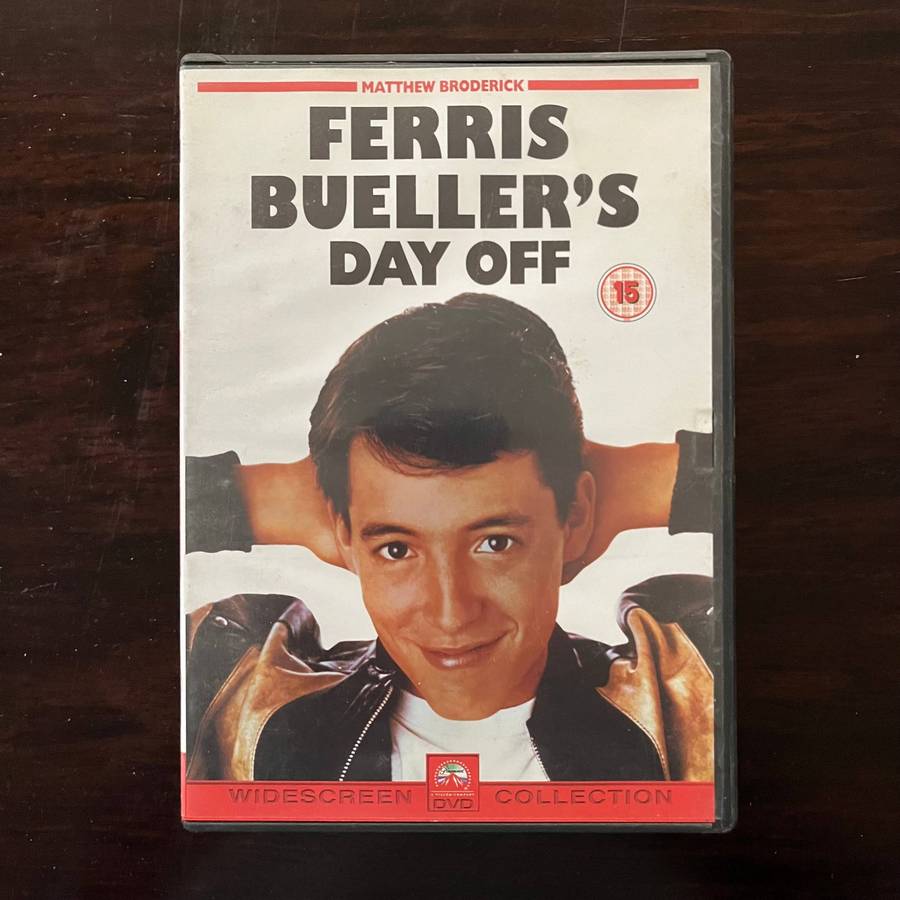 MATTHEW BRODERICK
FERRIS
BUELLER'S
DAY OFF
15
WIDESCREEN DVD COLLECTION